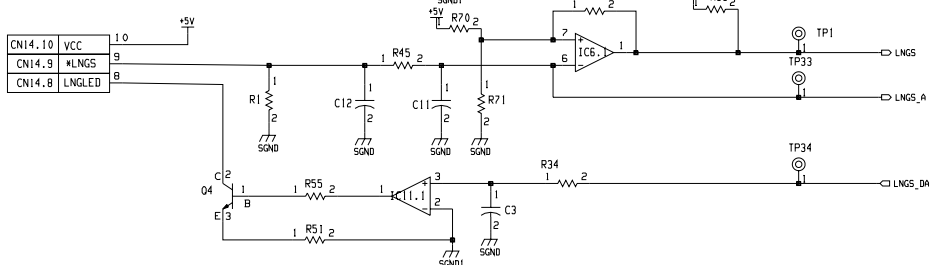 SGND1
+5V
1 R70 2
1 2
1 2
+5V
CN14.10 VCC 10
CN14.9 *LNGS 9
CN14.8 LNGLED 8
7 + IC6.1 1
6 -
TP1
LNGS
TP33
LNGS_A
1 R45 2
1 R1 2
SGND
1 C12 2
SGND
1 C11 2
SGND
1 R71 2
SGND
TP34
1 R34 2
LNGS_DA
C 2
Q4 1 B
E 3
1 R55 2
1 IC11.1 + 3
- 2
1 C3 2
SGND
1 R51 2
SGND1